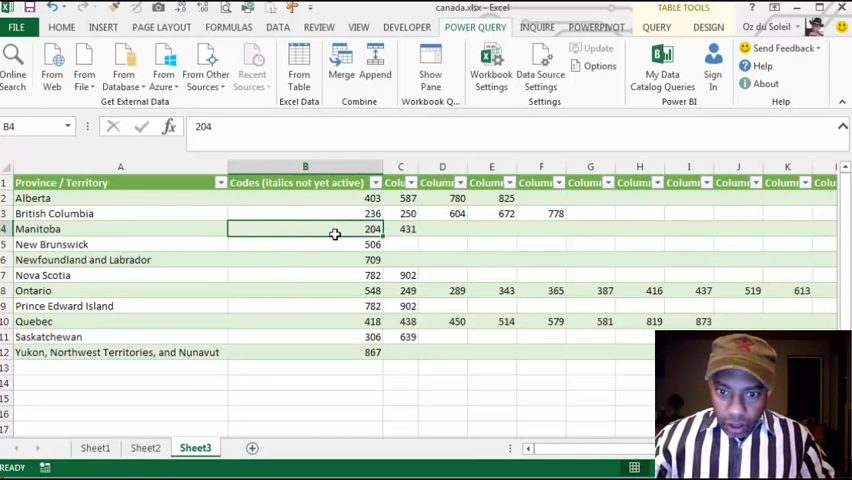 canada.xlsx - Excel
TABLE TOOLS
FILE HOME INSERT PAGE LAYOUT FORMULAS DATA REVIEW VIEW DEVELOPER POWER QUERY INQUIRE POWERPIVOT QUERY DESIGN Oz du Soleil
Online Search
From Web
From File
From Database
From Azure
From Other Sources
Recent Sources
From Table
Merge
Append
Show Pane
Workbook Settings
Data Source Settings
Update
Options
My Data Catalog Queries
Sign In
Send Feedback
Help
About
Get External Data Excel Data Combine Workbook Q... Settings Power BI Help
B4 fx 204
A B C D E F G H I J K
1 Province / Territory Codes (italics not yet active) Colu Column Column Column Column Column Column Column Column Colum
2 Alberta 403 587 780 825
3 British Columbia 236 250 604 672 778
4 Manitoba 204 431
5 New Brunswick 506
6 Newfoundland and Labrador 709
7 Nova Scotia 782 902
8 Ontario 548 249 289 343 365 387 416 437 519 613
9 Prince Edward Island 782 902
10 Quebec 418 438 450 514 579 581 819 873
11 Saskatchewan 306 639
12 Yukon, Northwest Territories, and Nunavut 867
13
14
15
16
17
Sheet1 Sheet2 Sheet3
READY